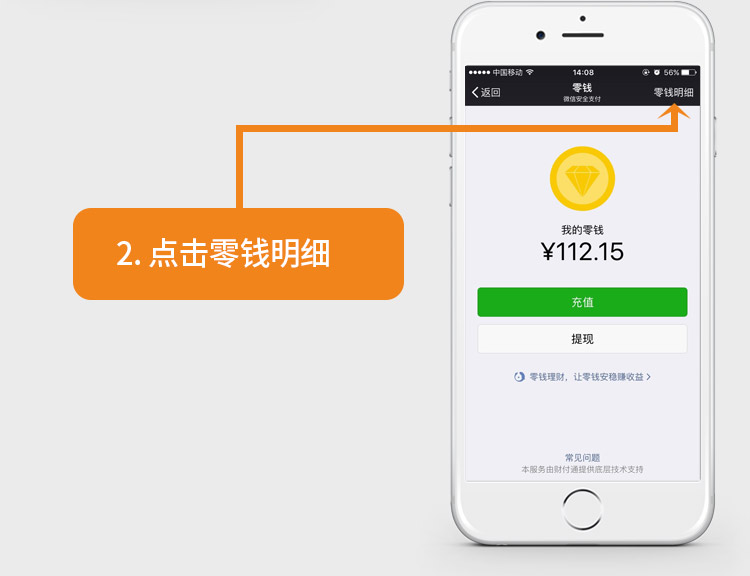 中国移动 14:08 56%
返回 零钱 零钱明细
微信安全支付
2. 点击零钱明细
我的零钱
¥112.15
充值
提现
零钱理财，让零钱安稳赚收益
常见问题
本服务由财付通提供底层技术支持